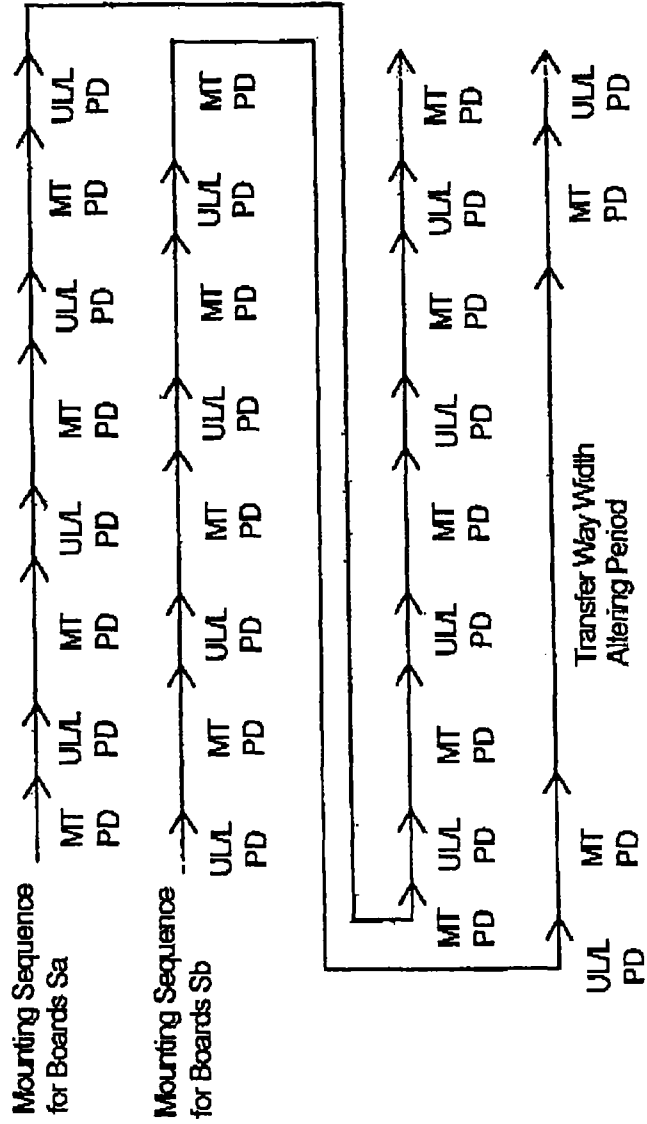 Mounting Sequence
for Boards Sa
MT
PD
UL/L
PD
MT
PD
UL/L
PD
MT
PD
UL/L
PD
MT
PD
UL/L
PD
Mounting Sequence
for Boards Sb
UL/L
PD
MT
PD
UL/L
PD
MT
PD
UL/L
PD
MT
PD
UL/L
PD
MT
PD
MT
PD
UL/L
PD
MT
PD
UL/L
PD
MT
PD
UL/L
PD
MT
PD
UL/L
PD
MT
PD
UL/L
PD
MT
PD
Transfer Way Width
Altering Period
MT
PD
UL/L
PD